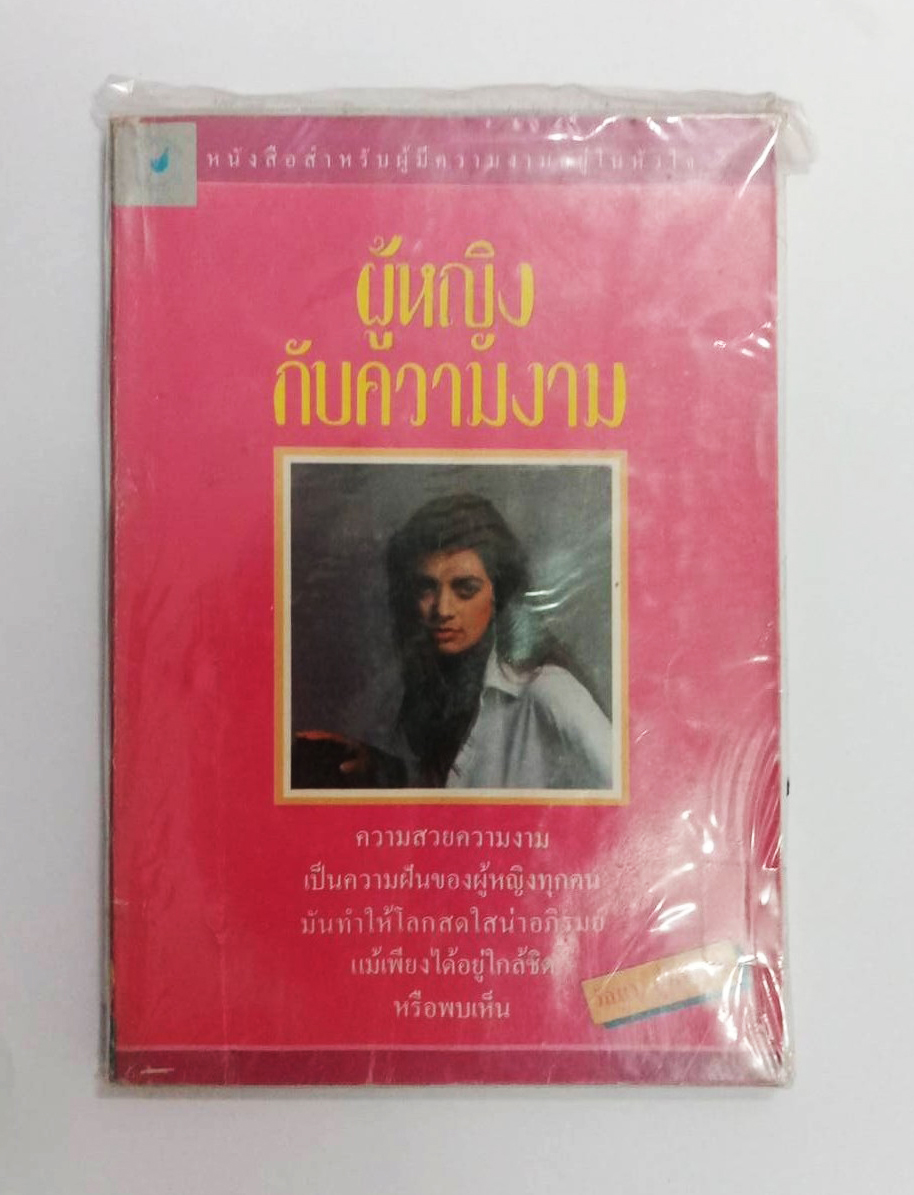 หนังสือสำหรับผู้มีความงามอยู่ในหัวใจ
ผู้หญิง
กับความงาม
ความสวยความงาม
เป็นความฝันของผู้หญิงทุกคน
มันทำให้โลกสดใสน่าอภิรมย์
แม้เพียงได้อยู่ใกล้ชิด
หรือพบเห็น